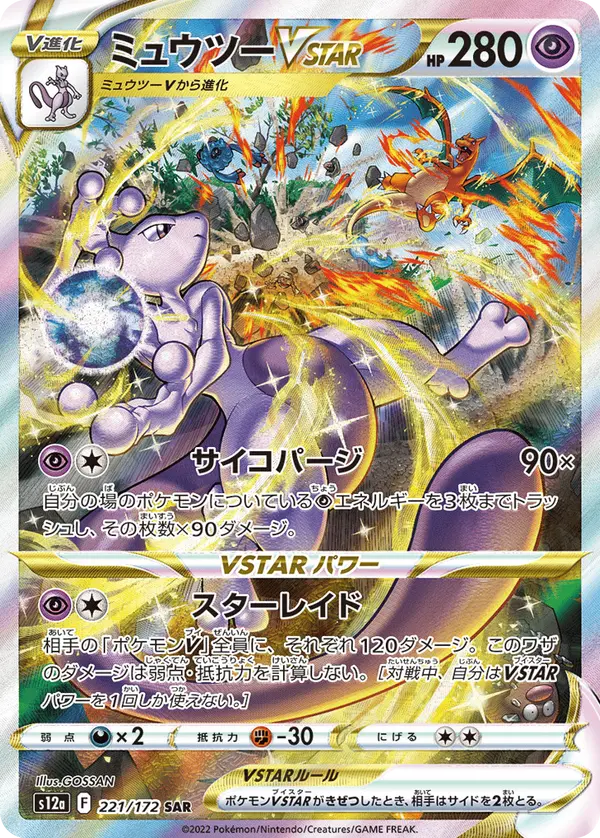 V進化
ミュウツーVSTAR
HP 280
ミュウツーVから進化
サイコパージ 90×
自分の場のポケモンについている超エネルギーを3枚までトラッ
シュし、その枚数×90ダメージ。
VSTARパワー
スターレイド
相手の「ポケモンV」全員に、それぞれ120ダメージ。このワザ
のダメージは弱点・抵抗力を計算しない。[対戦中、自分はVSTAR
パワーを1回しか使えない。]
弱点 ×2 抵抗力 -30 にげる
Illus.GOSSAN
VSTARルール
s12a F 221/172 SAR
ポケモンVSTARがきぜつしたとき、相手はサイドを2枚とる。
©2022 Pokémon/Nintendo/Creatures/GAME FREAK.